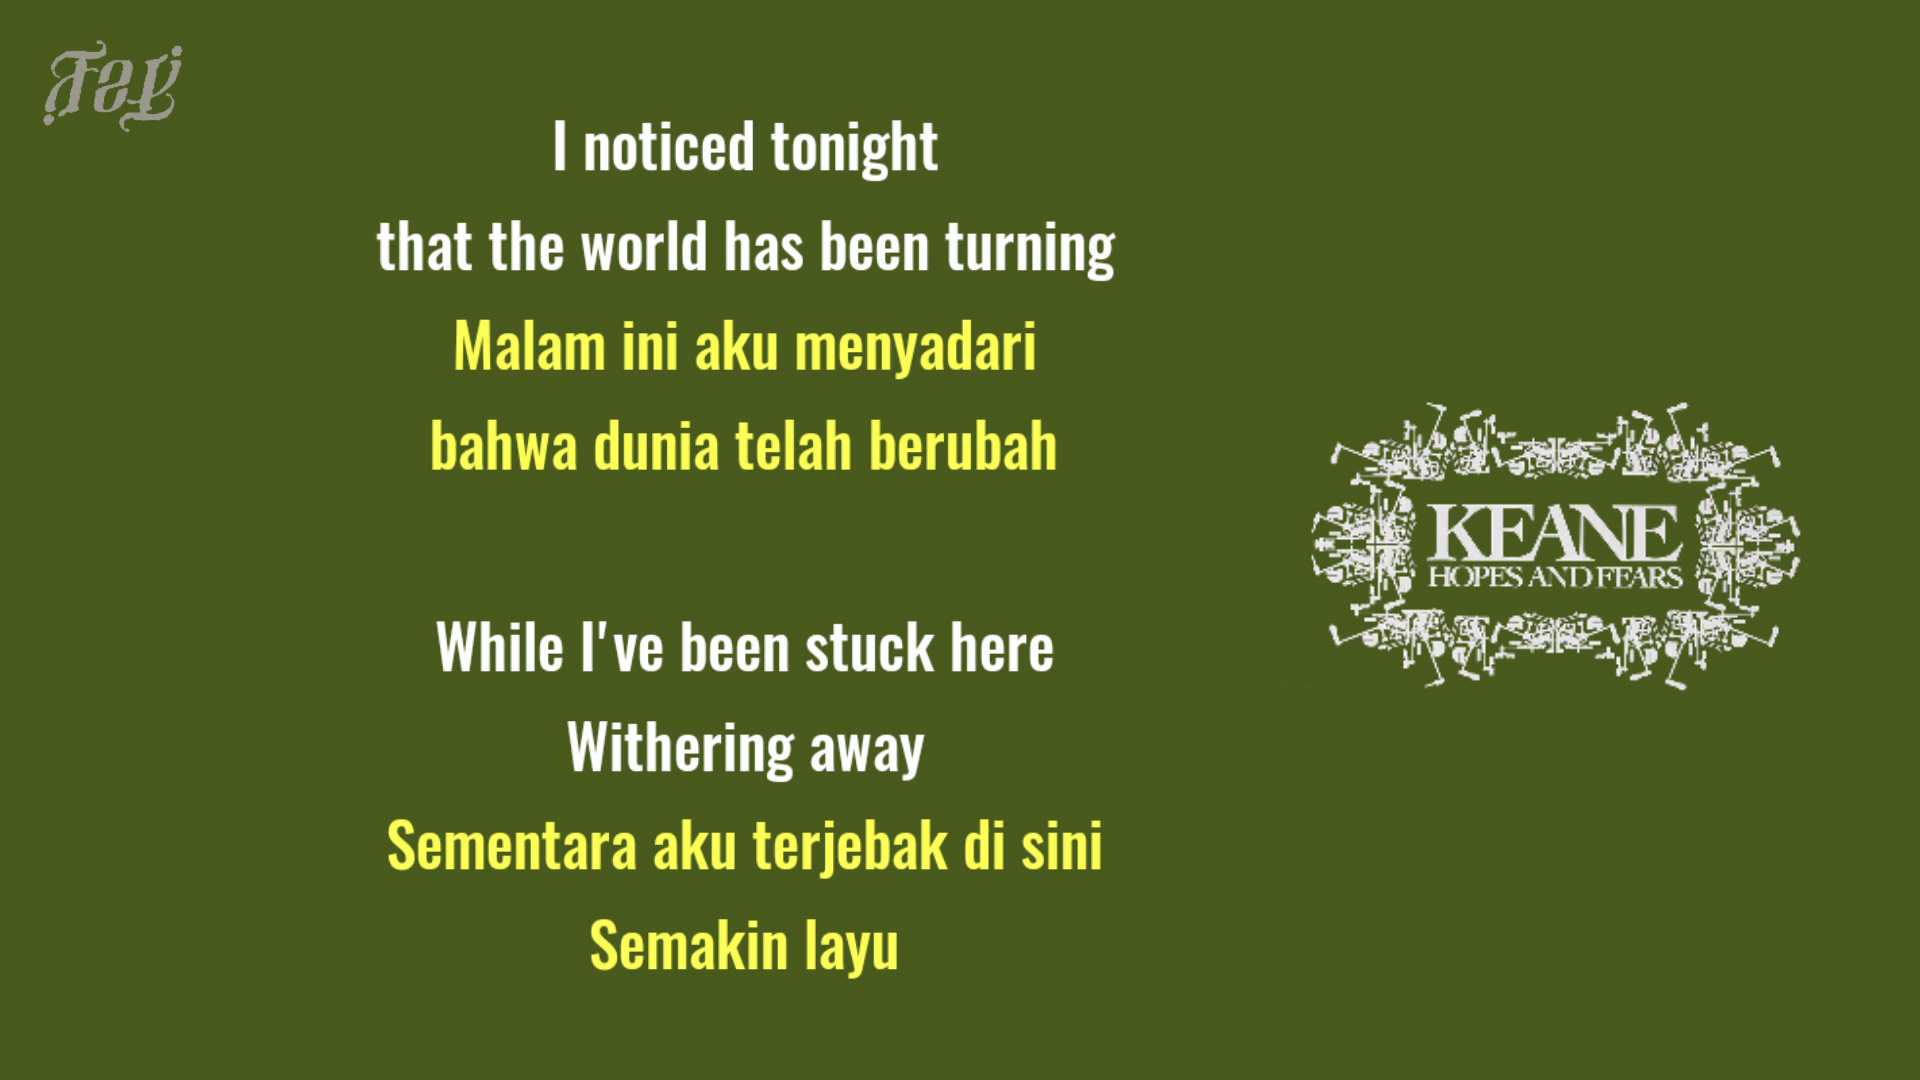 I noticed tonight
that the world has been turning
Malam ini aku menyadari
bahwa dunia telah berubah
While I've been stuck here
Withering away
Sementara aku terjebak di sini
Semakin layu
KEANE
HOPES AND FEARS